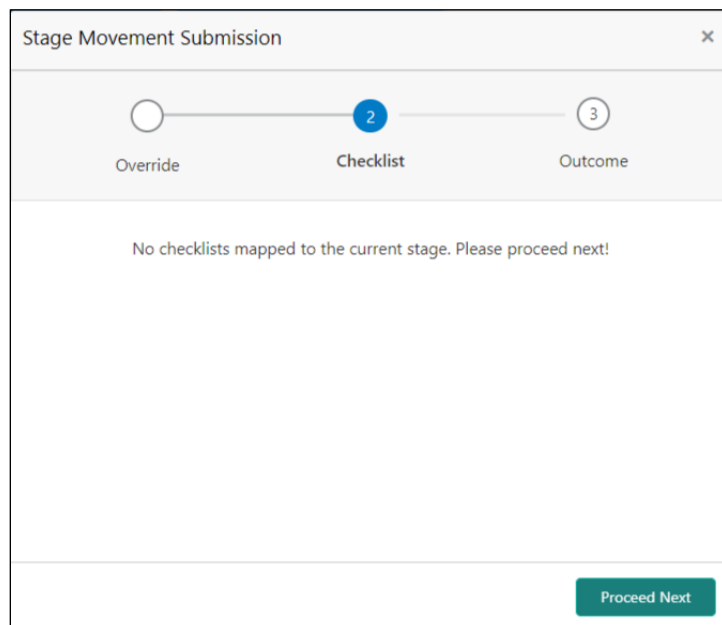 Stage Movement Submission ×
2
3
Override
Checklist
Outcome
No checklists mapped to the current stage. Please proceed next!
Proceed Next